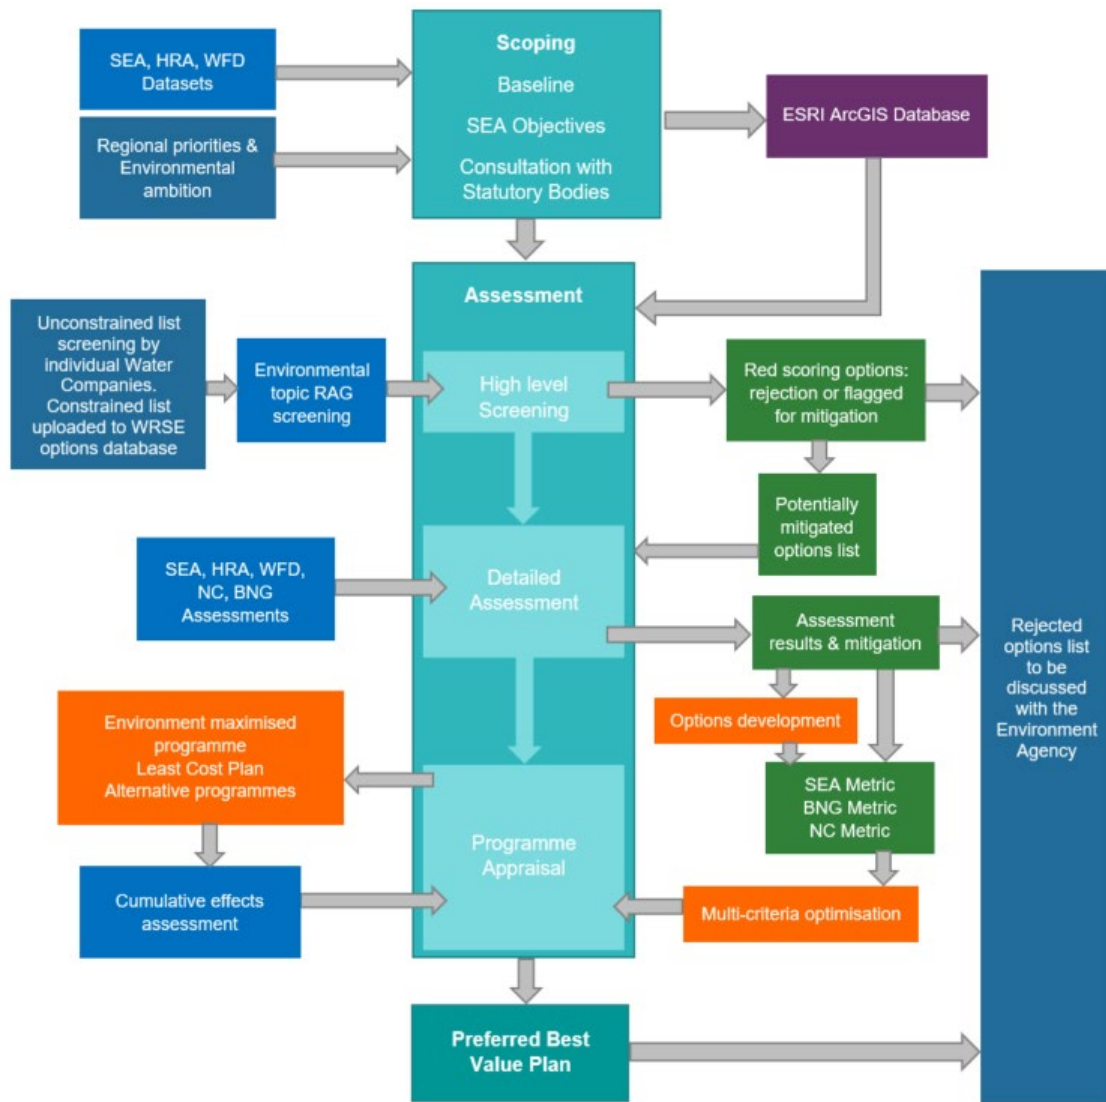 SEA, HRA, WFD
Datasets
Regional priorities &
Environmental
ambition
Scoping
Baseline
SEA Objectives
Consultation with
Statutory Bodies
ESRI ArcGIS Database
Assessment
Unconstrained list
screening by
individual Water
Companies.
Constrained list
uploaded to WRSE
options database
Environmental
topic RAG
screening
High level
Screening
Red scoring options:
rejection or flagged
for mitigation
Potentially
mitigated
options list
SEA, HRA, WFD,
NC, BNG
Assessments
Detailed
Assessment
Assessment
results & mitigation
Options development
SEA Metric
BNG Metric
NC Metric
Environment maximised
programme
Least Cost Plan
Alternative programmes
Cumulative effects
assessment
Programme
Appraisal
Multi-criteria optimisation
Rejected
options list
to be
discussed
with the
Environment
Agency
Preferred Best
Value Plan